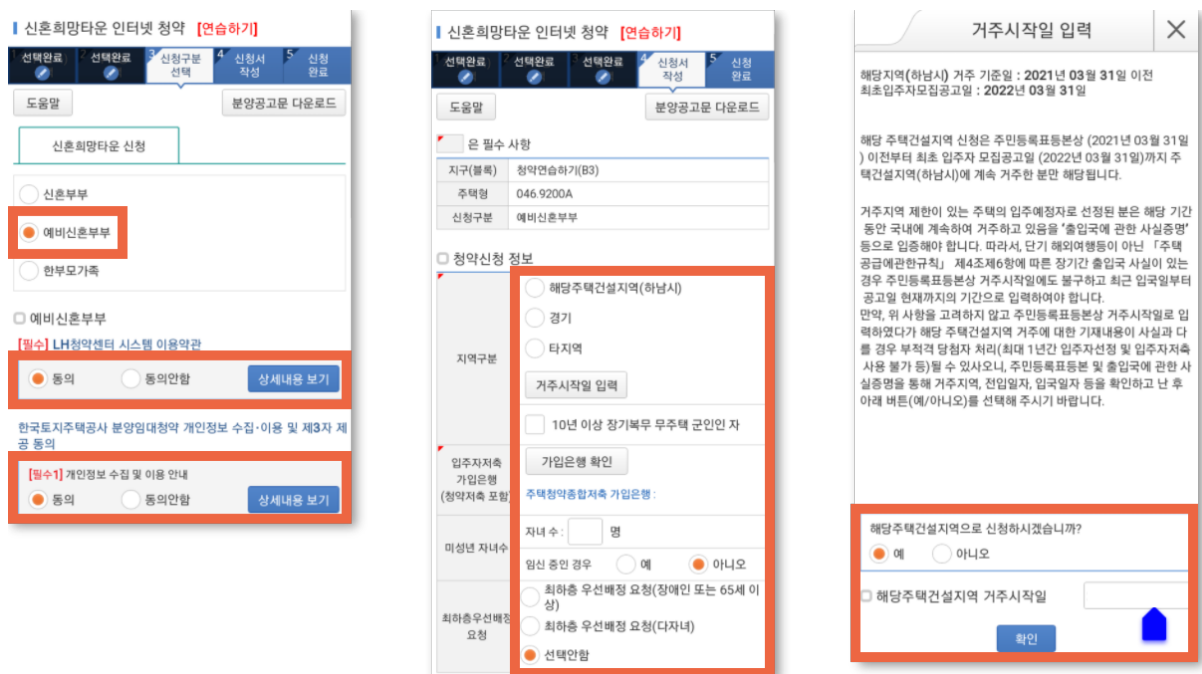 신혼희망타운 인터넷 청약 [연습하기]
1 선택완료
2 선택완료
3 신청구분 선택
4 신청서 작성
5 신청 완료
도움말
분양공고문 다운로드
신혼희망타운 신청
신혼부부
예비신혼부부
한부모가족
예비신혼부부
[필수] LH청약센터 시스템 이용약관
동의 동의안함 상세내용 보기
한국토지주택공사 분양임대청약 개인정보 수집·이용 및 제3자 제
공 동의
[필수1] 개인정보 수집 및 이용 안내
동의 동의안함 상세내용 보기
신혼희망타운 인터넷 청약 [연습하기]
1 선택완료
2 선택완료
3 선택완료
4 신청서 작성
5 신청 완료
도움말
분양공고문 다운로드
은 필수 사항
지구(블록) 청약연습하기(B3)
주택형 046.9200A
신청구분 예비신혼부부
청약신청 정보
지역구분
해당주택건설지역(하남시)
경기
타지역
거주시작일 입력
10년 이상 장기복무 무주택 군인인 자
입주자저축
가입은행
(청약저축 포함)
가입은행 확인
주택청약종합저축 가입은행 :
미성년 자녀수
자녀 수 : 명
임신 중인 경우 예 아니오
최하층우선배정
요청
최하층 우선배정 요청(장애인 또는 65세 이
상)
최하층 우선배정 요청(다자녀)
선택안함
거주시작일 입력
해당지역(하남시) 거주 기준일 : 2021년 03월 31일 이전
최초입주자모집공고일 : 2022년 03월 31일
해당 주택건설지역 신청은 주민등록표등본상 (2021년 03월 31일
) 이전부터 최초 입주자 모집공고일 (2022년 03월 31일)까지 주
택건설지역(하남시)에 계속 거주한 분만 해당됩니다.
거주지역 제한이 있는 주택의 입주예정자로 선정된 분은 해당 기간
동안 국내에 계속하여 거주하고 있음을 '출입국에 관한 사실증명'
등으로 입증해야 합니다. 따라서, 단기 해외여행등이 아닌 「주택
공급에관한규칙」 제4조제6항에 따른 장기간 출입국 사실이 있는
경우 주민등록표등본상 거주시작일에도 불구하고 최근 입국일부터
공고일 현재까지의 기간으로 입력하여야 합니다.
만약, 위 사항을 고려하지 않고 주민등록표등본상 거주시작일로 입
력하였다가 해당 주택건설지역 거주에 대한 기재내용이 사실과 다
를 경우 부적격 당첨자 처리(최대 1년간 입주자선정 및 입주자저축
사용 불가 등)될 수 있사오니, 주민등록표등본 및 출입국에 관한 사
실증명을 통해 거주지역, 전입일자, 입국일자 등을 확인하고 난 후
아래 버튼(예/아니오)를 선택해 주시기 바랍니다.
해당주택건설지역으로 신청하시겠습니까?
예 아니오
해당주택건설지역 거주시작일
확인